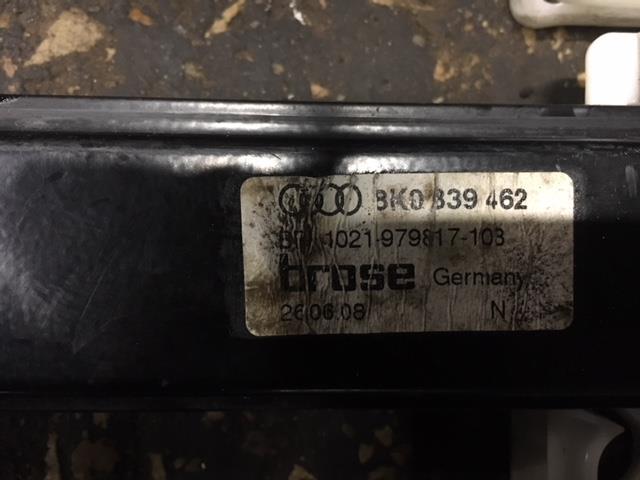 8K0 839 462
1021-979817-103
brose Germany
26.06.08 N